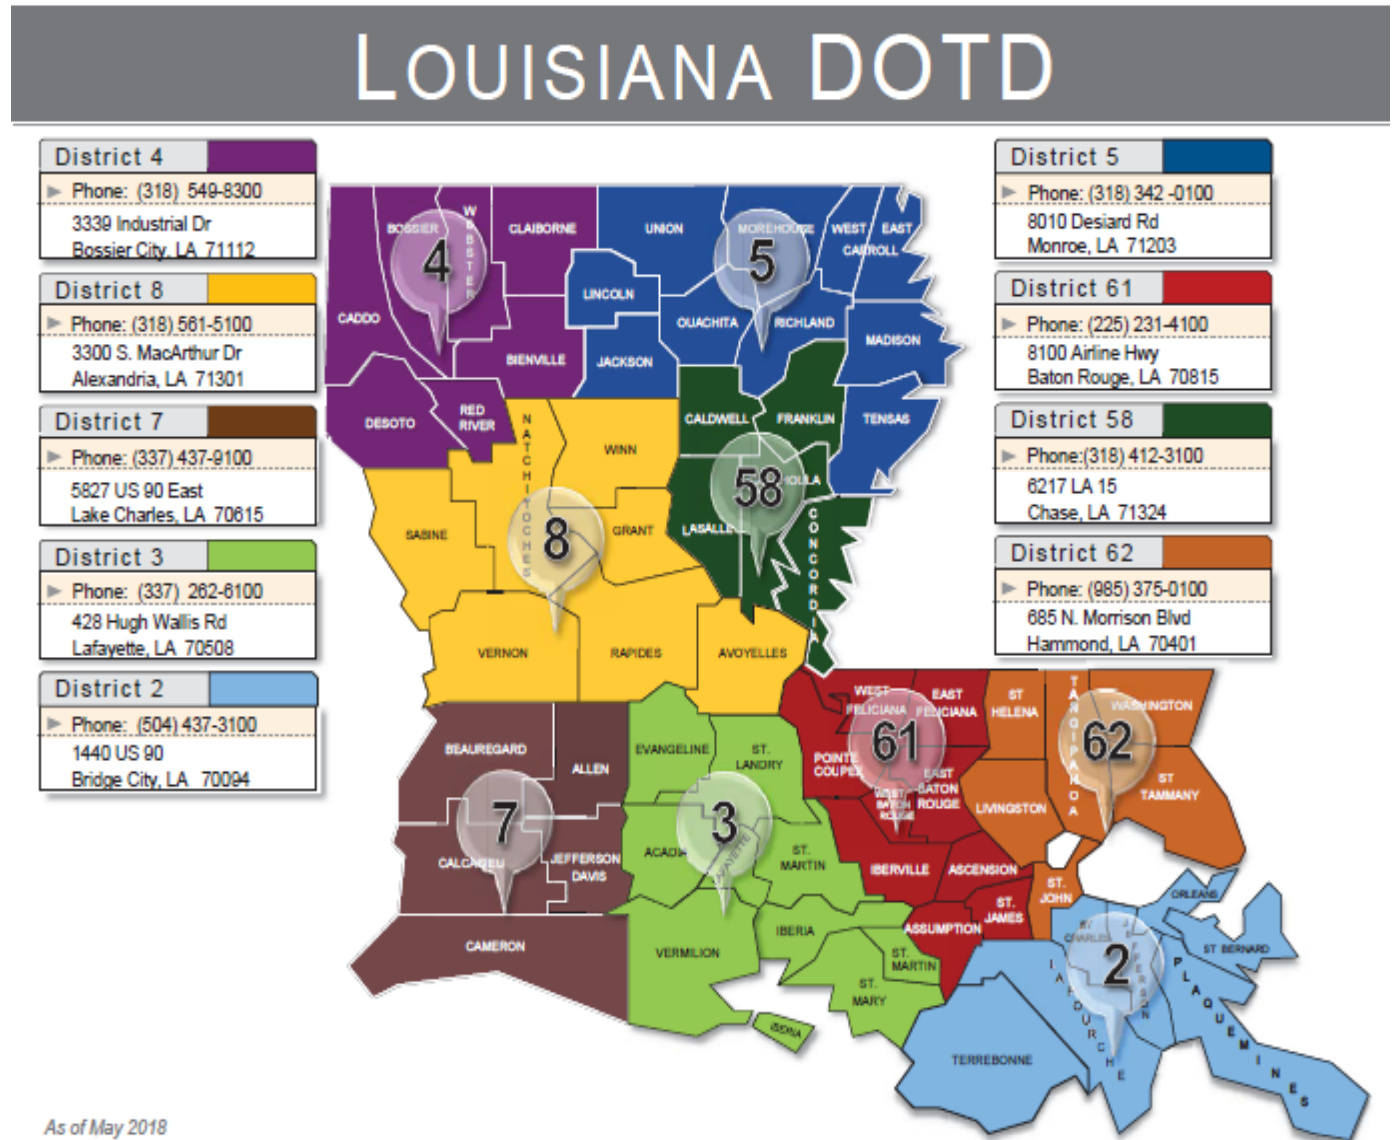 LOUISIANA DOTD
District 4
Phone: (318) 549-8300
3339 Industrial Dr
Bossier City, LA 71112
District 8
Phone: (318) 561-5100
3300 S. MacArthur Dr
Alexandria, LA 71301
District 7
Phone: (337) 437-9100
5827 US 90 East
Lake Charles, LA 70615
District 3
Phone: (337) 262-6100
428 Hugh Wallis Rd
Lafayette, LA 70508
District 2
Phone: (504) 437-3100
1440 US 90
Bridge City, LA 70094
District 5
Phone: (318) 342 -0100
8010 Desiard Rd
Monroe, LA 71203
District 61
Phone: (225) 231-4100
8100 Airline Hwy
Baton Rouge, LA 70815
District 58
Phone:(318) 412-3100
6217 LA 15
Chase, LA 71324
District 62
Phone: (985) 375-0100
685 N. Morrison Blvd
Hammond, LA 70401
BOSSIER
WEBSTER
CLAIBORNE
4
CADDO
BIENVILLE
DESOTO
RED
RIVER
UNION
MOREHOUSE
WEST
EAST
CARROLL
5
LINCOLN
OUACHITA
RICHLAND
MADISON
JACKSON
TENSAS
CALDWELL
FRANKLIN
58
LASALLE
CONCORDIA
NATCHITOCHES
WINN
SABINE
8
GRANT
VERNON
RAPIDES
AVOYELLES
BEAUREGARD
ALLEN
7
CALCASIEU
JEFFERSON
DAVIS
CAMERON
EVANGELINE
ST.
LANDRY
3
ACADIA
LAFAYETTE
ST.
MARTIN
VERMILION
IBERIA
ST.
MARTIN
ST.
MARY
IBERIA
WEST
FELICIANA
EAST
FELICIANA
61
POINTE
COUPEE
WEST
BATON
ROUGE
EAST
BATON
ROUGE
IBERVILLE
ASCENSION
ST.
JAMES
ASSUMPTION
ST
HELENA
TANGIPAHOA
WASHINGTON
62
LIVINGSTON
ST
TAMMANY
ST.
JOHN
ORLEANS
ST
CHARLES
JEFFERSON
ST BERNARD
2
PLAQUEMINES
LAFOURCHE
TERREBONNE
As of May 2018